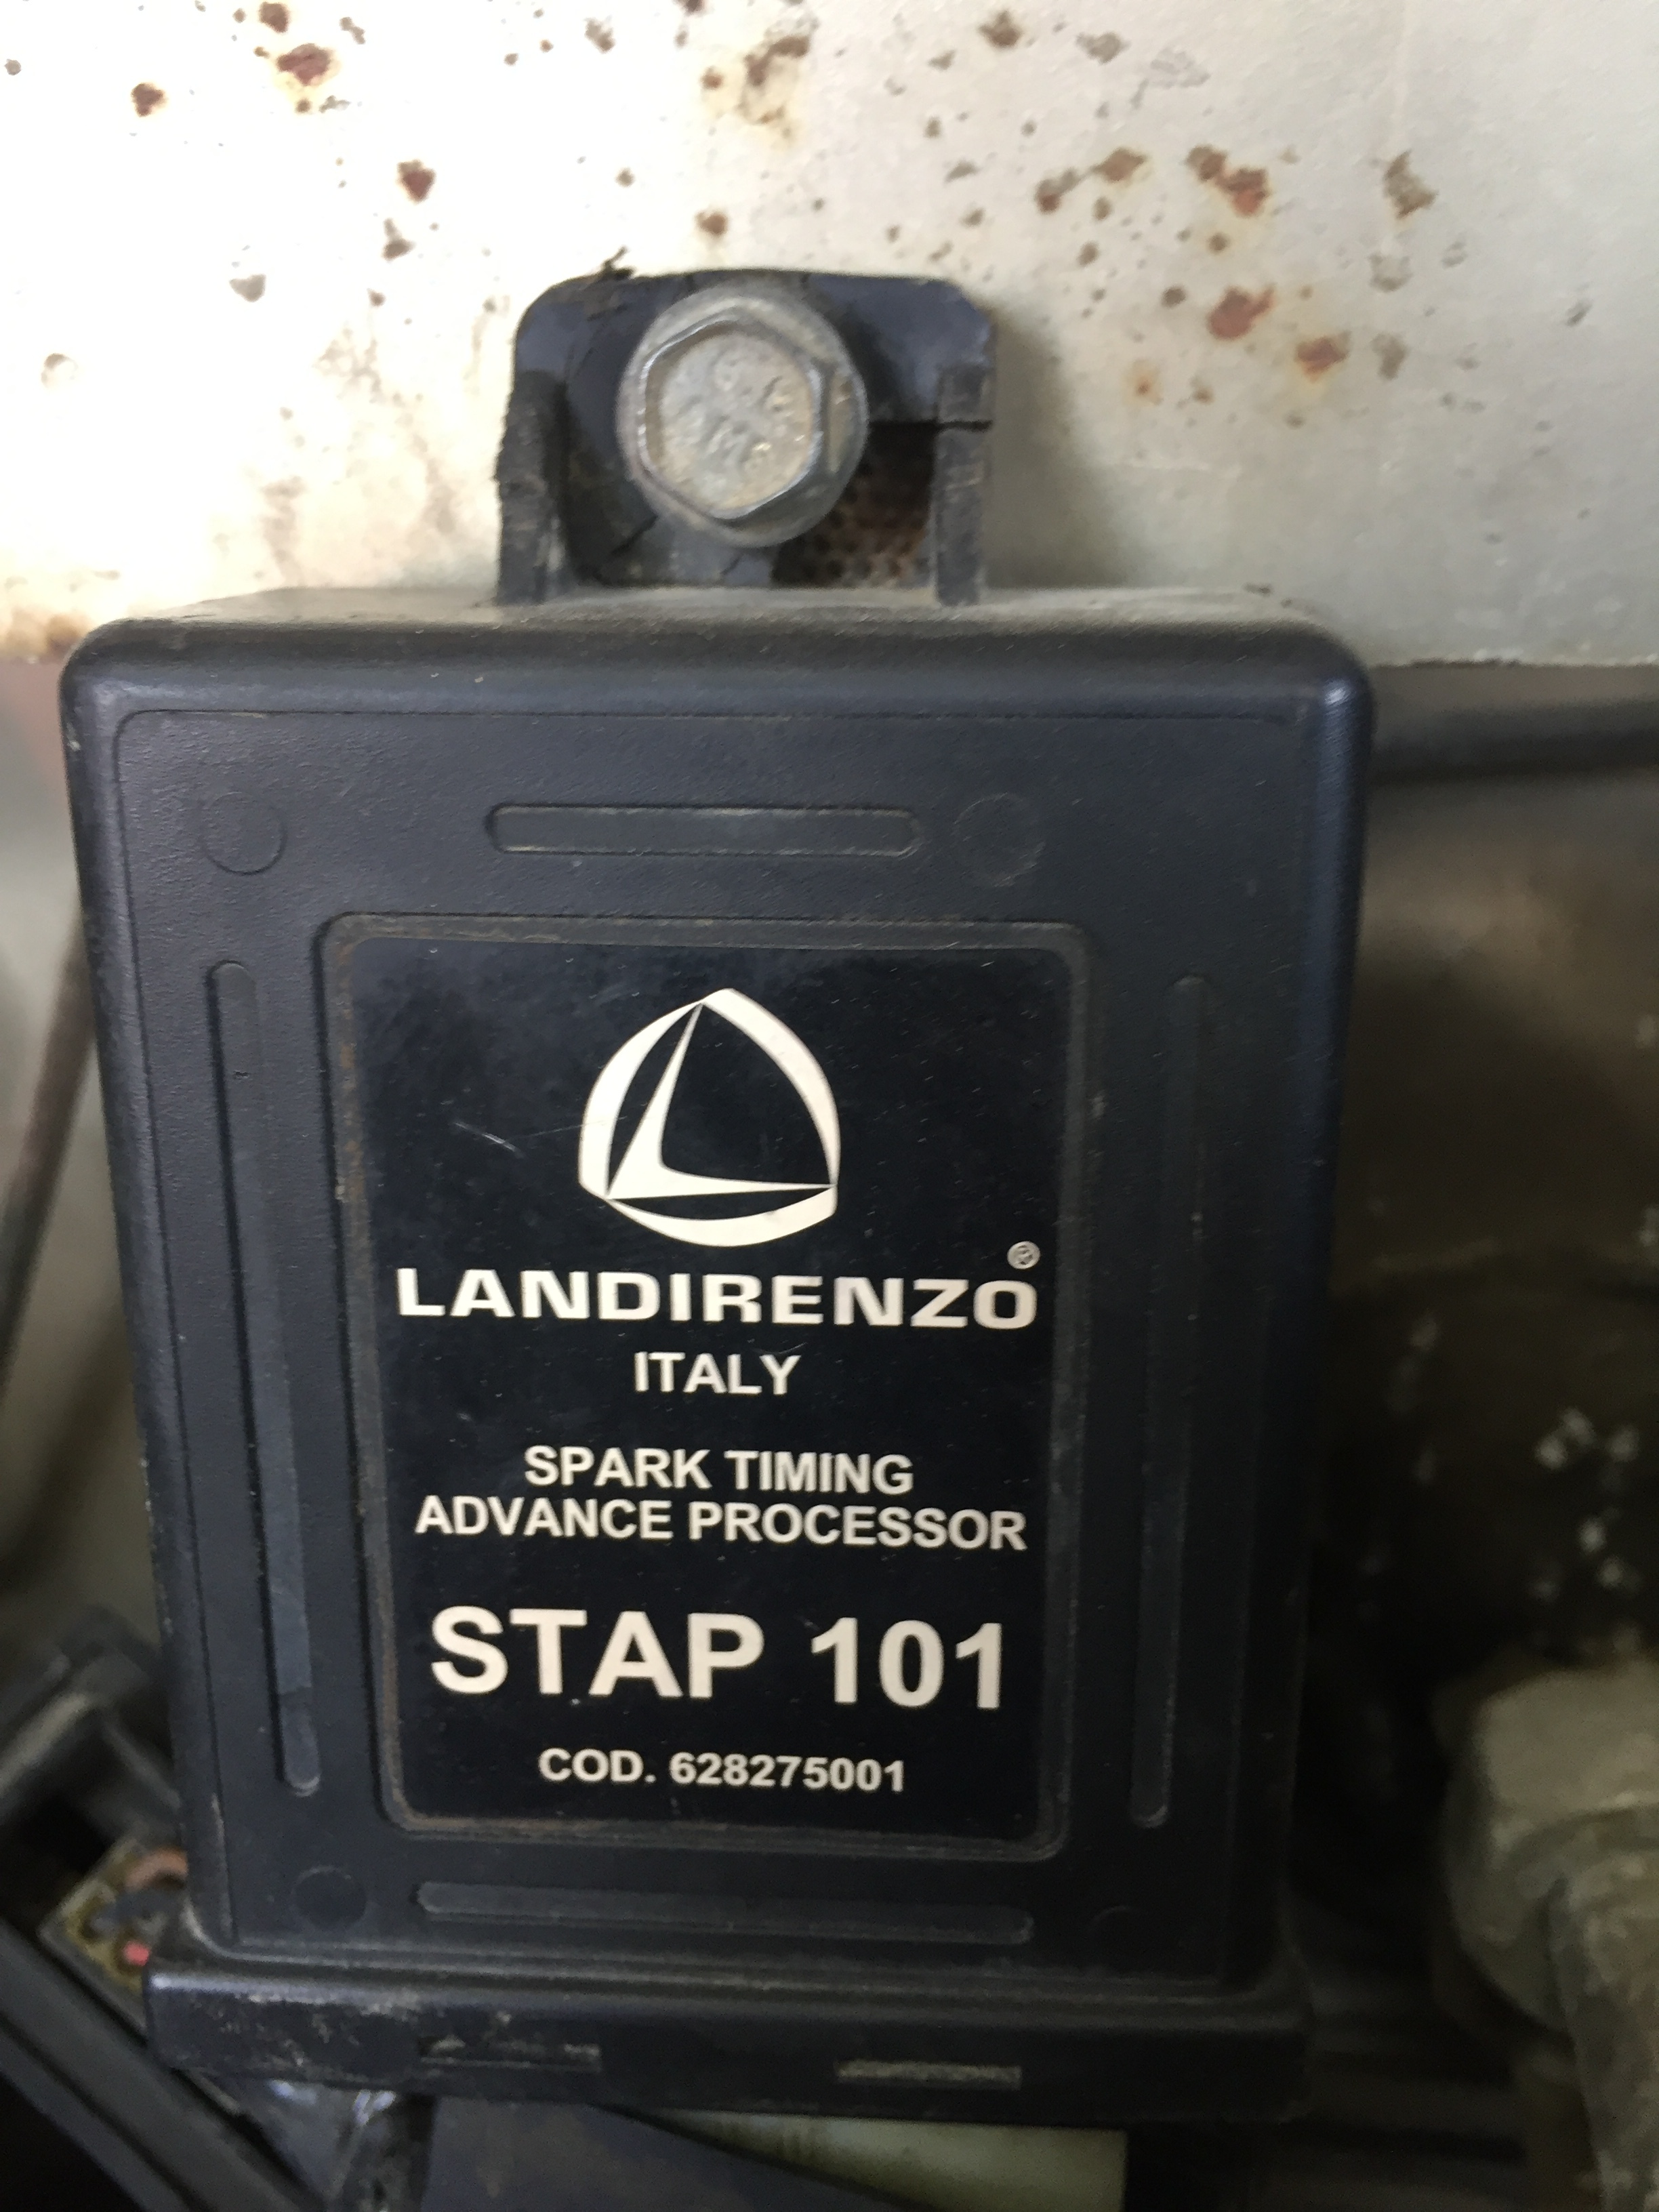 LANDIRENZO®
ITALY
SPARK TIMING
ADVANCE PROCESSOR
STAP 101
COD. 628275001